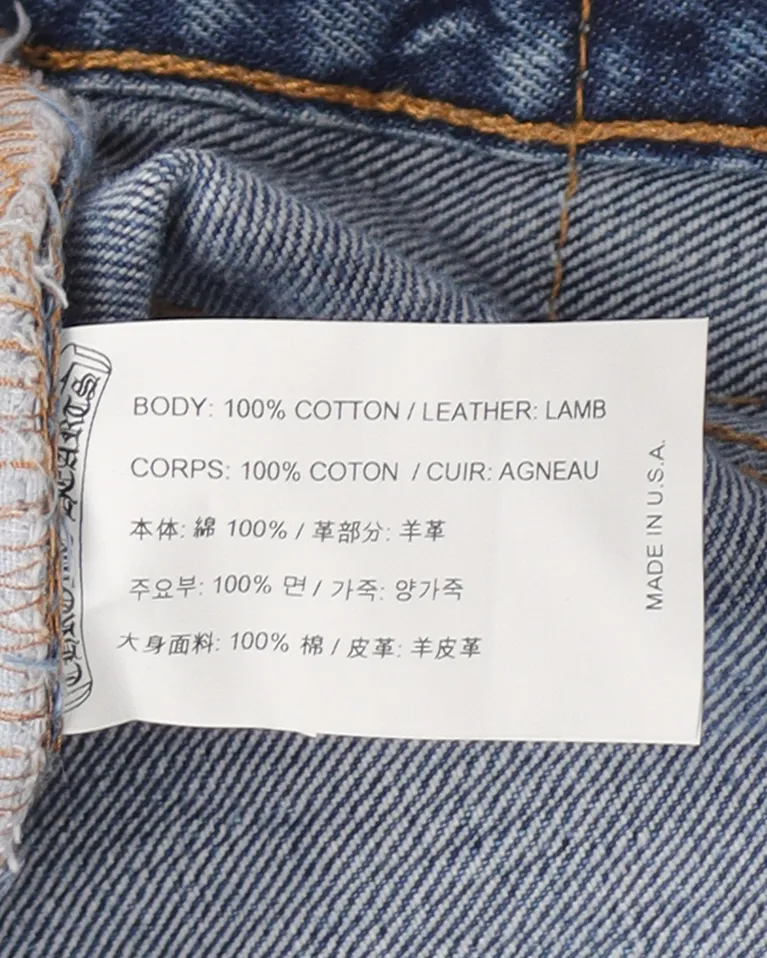 BODY: 100% COTTON / LEATHER: LAMB
CORPS: 100% COTON / CUIR: AGNEAU
本体: 綿 100% / 革部分: 羊革
주요부: 100% 면 / 가죽: 양가죽
大身面料: 100% 棉 / 皮革: 羊皮革
MADE IN U.S.A.